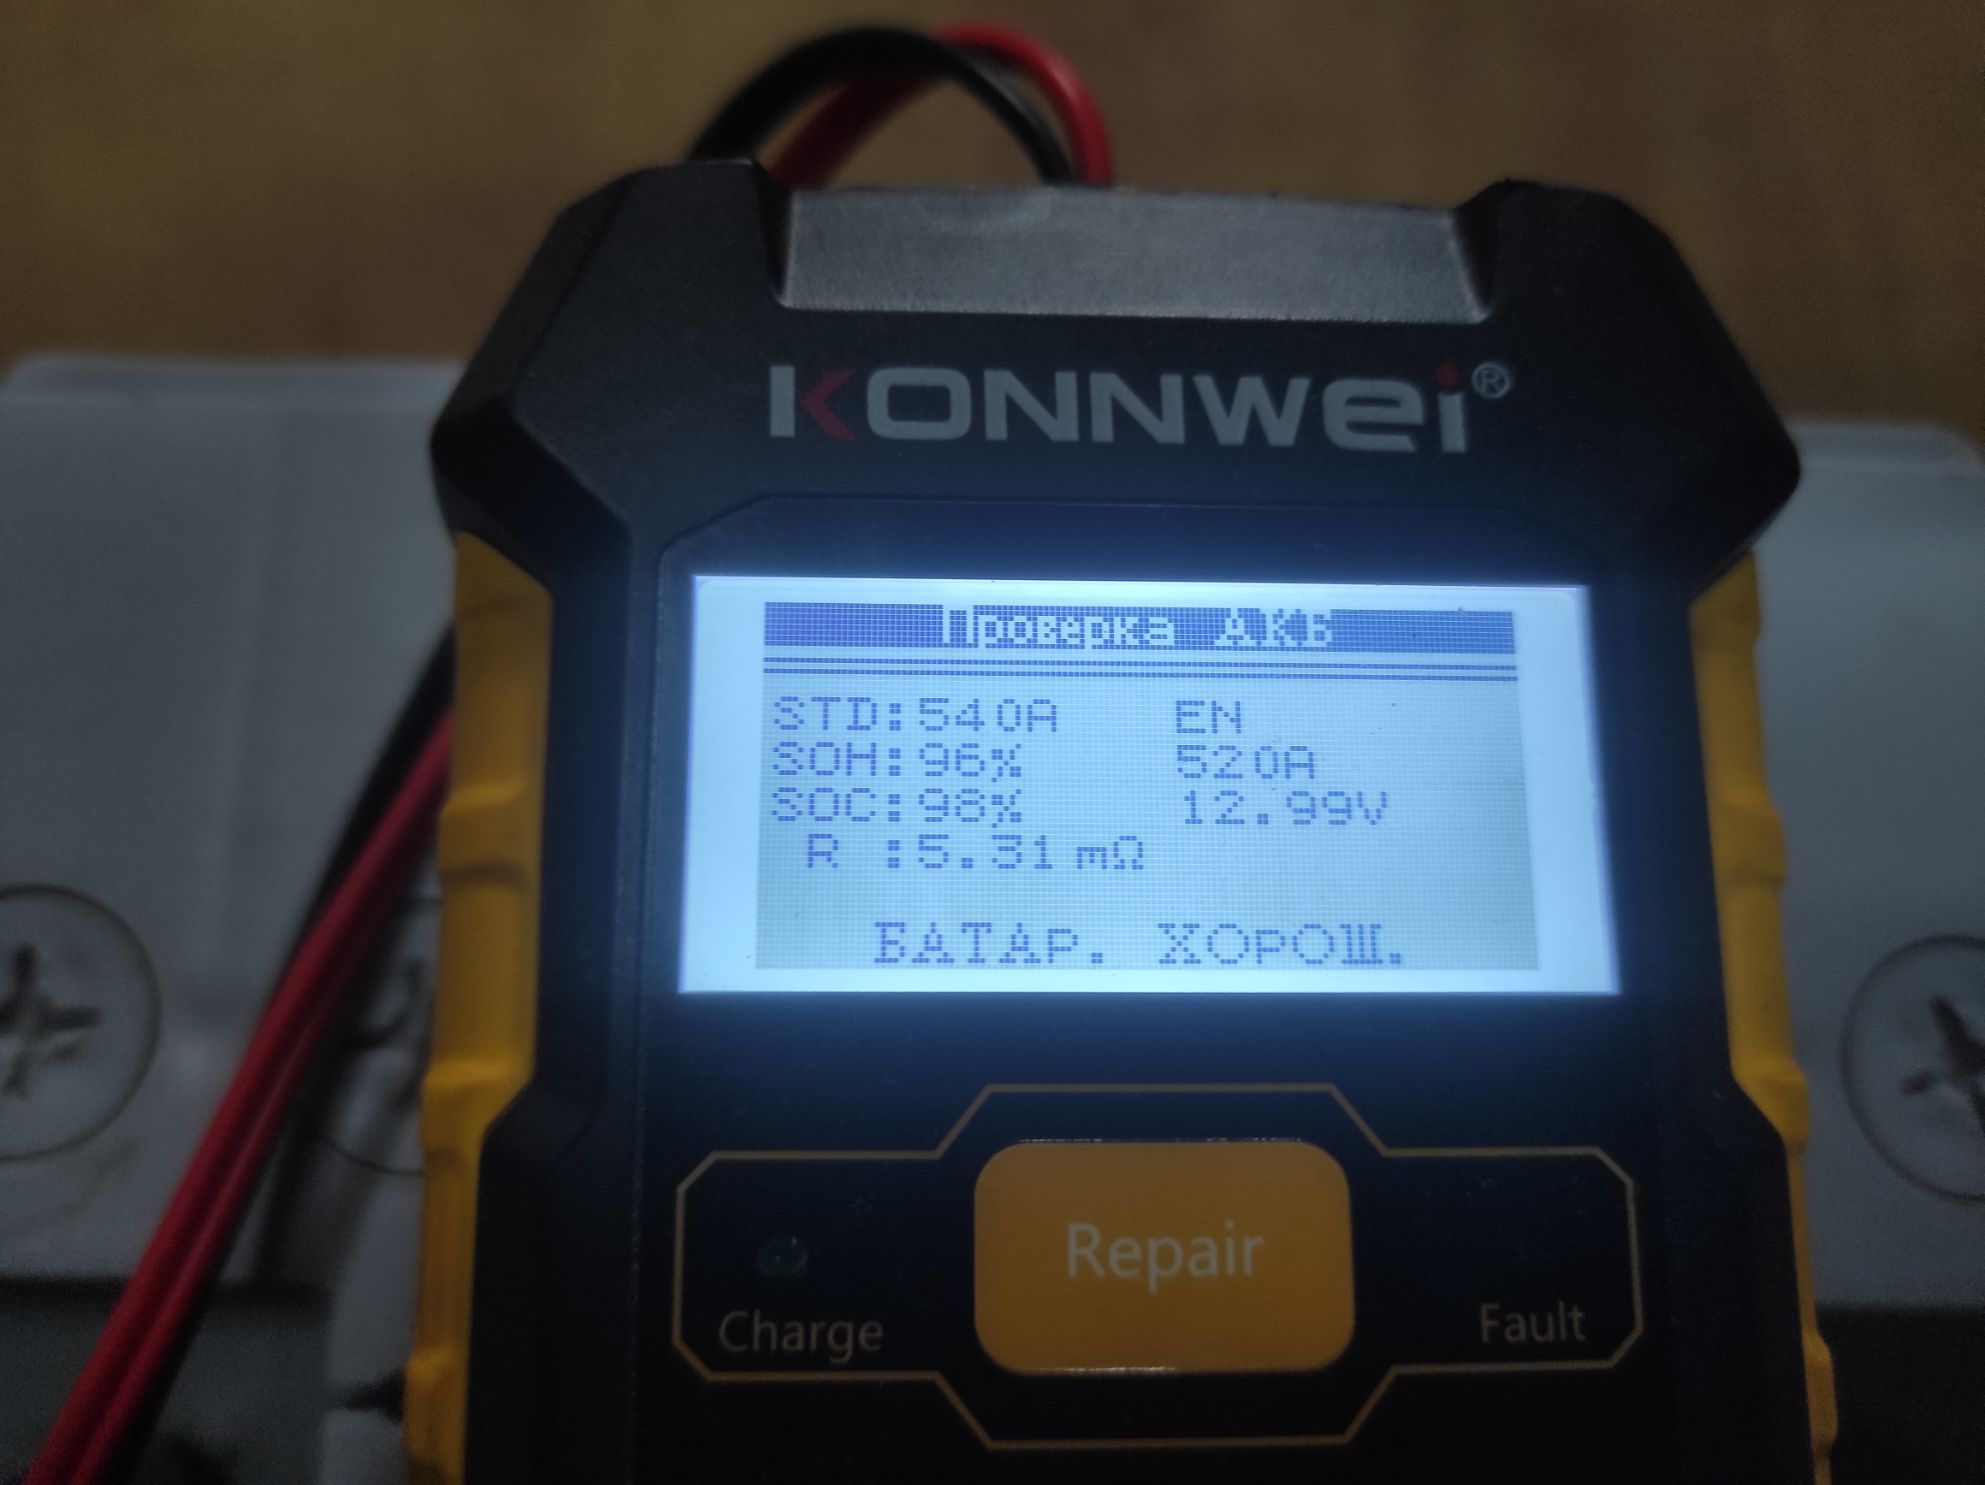 KONNWEI®
Проверка АКБ
STD:540A EN
SOH:96% 520A
SOC:98% 12.99V
R :5.31mΩ
БАТАР. ХОРОШ.
Repair
Charge
Fault